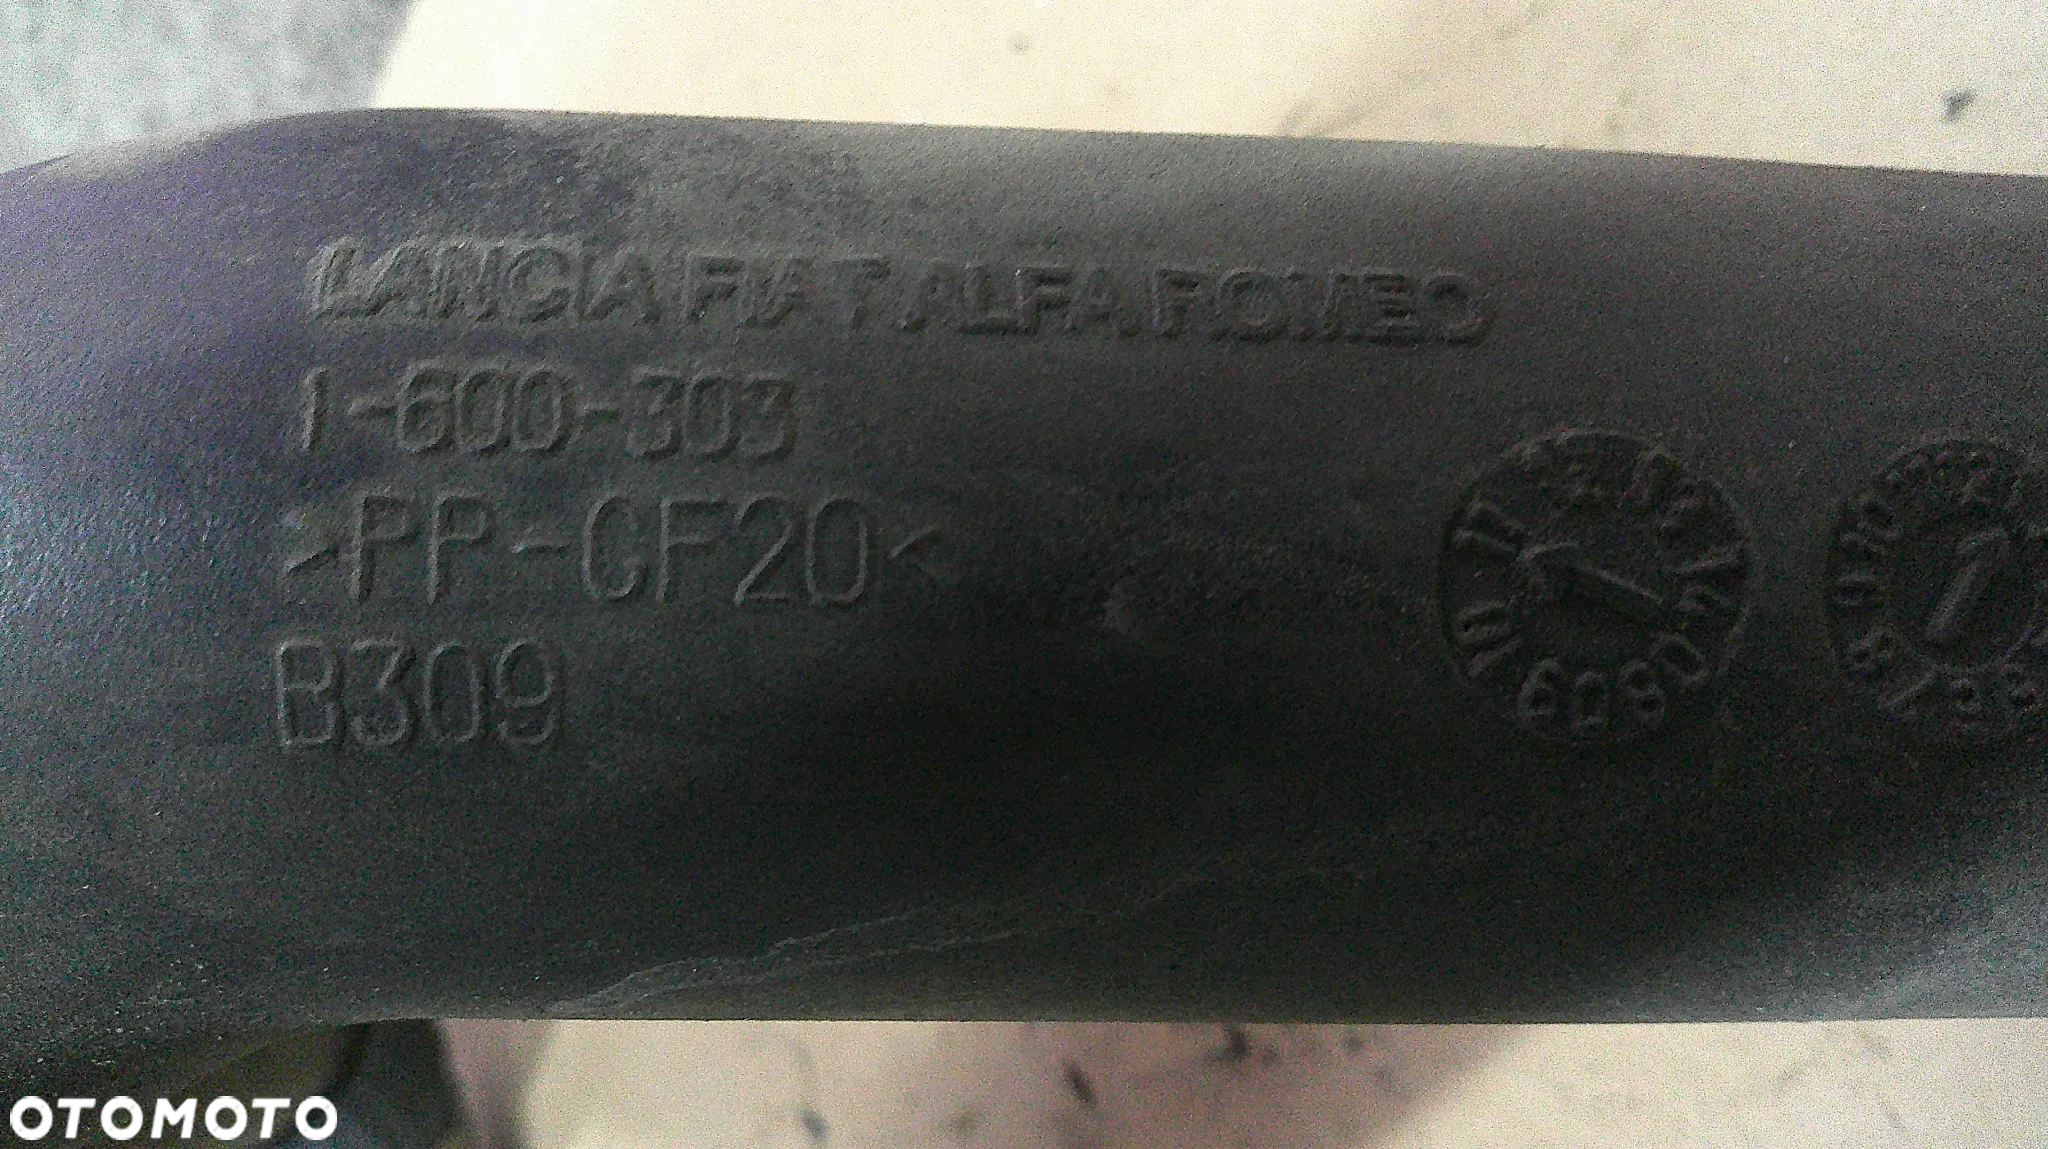 LANCIA FIAT ALFA ROMEO
1-600-303
>PP-GF20<
B309
OTOMOTO